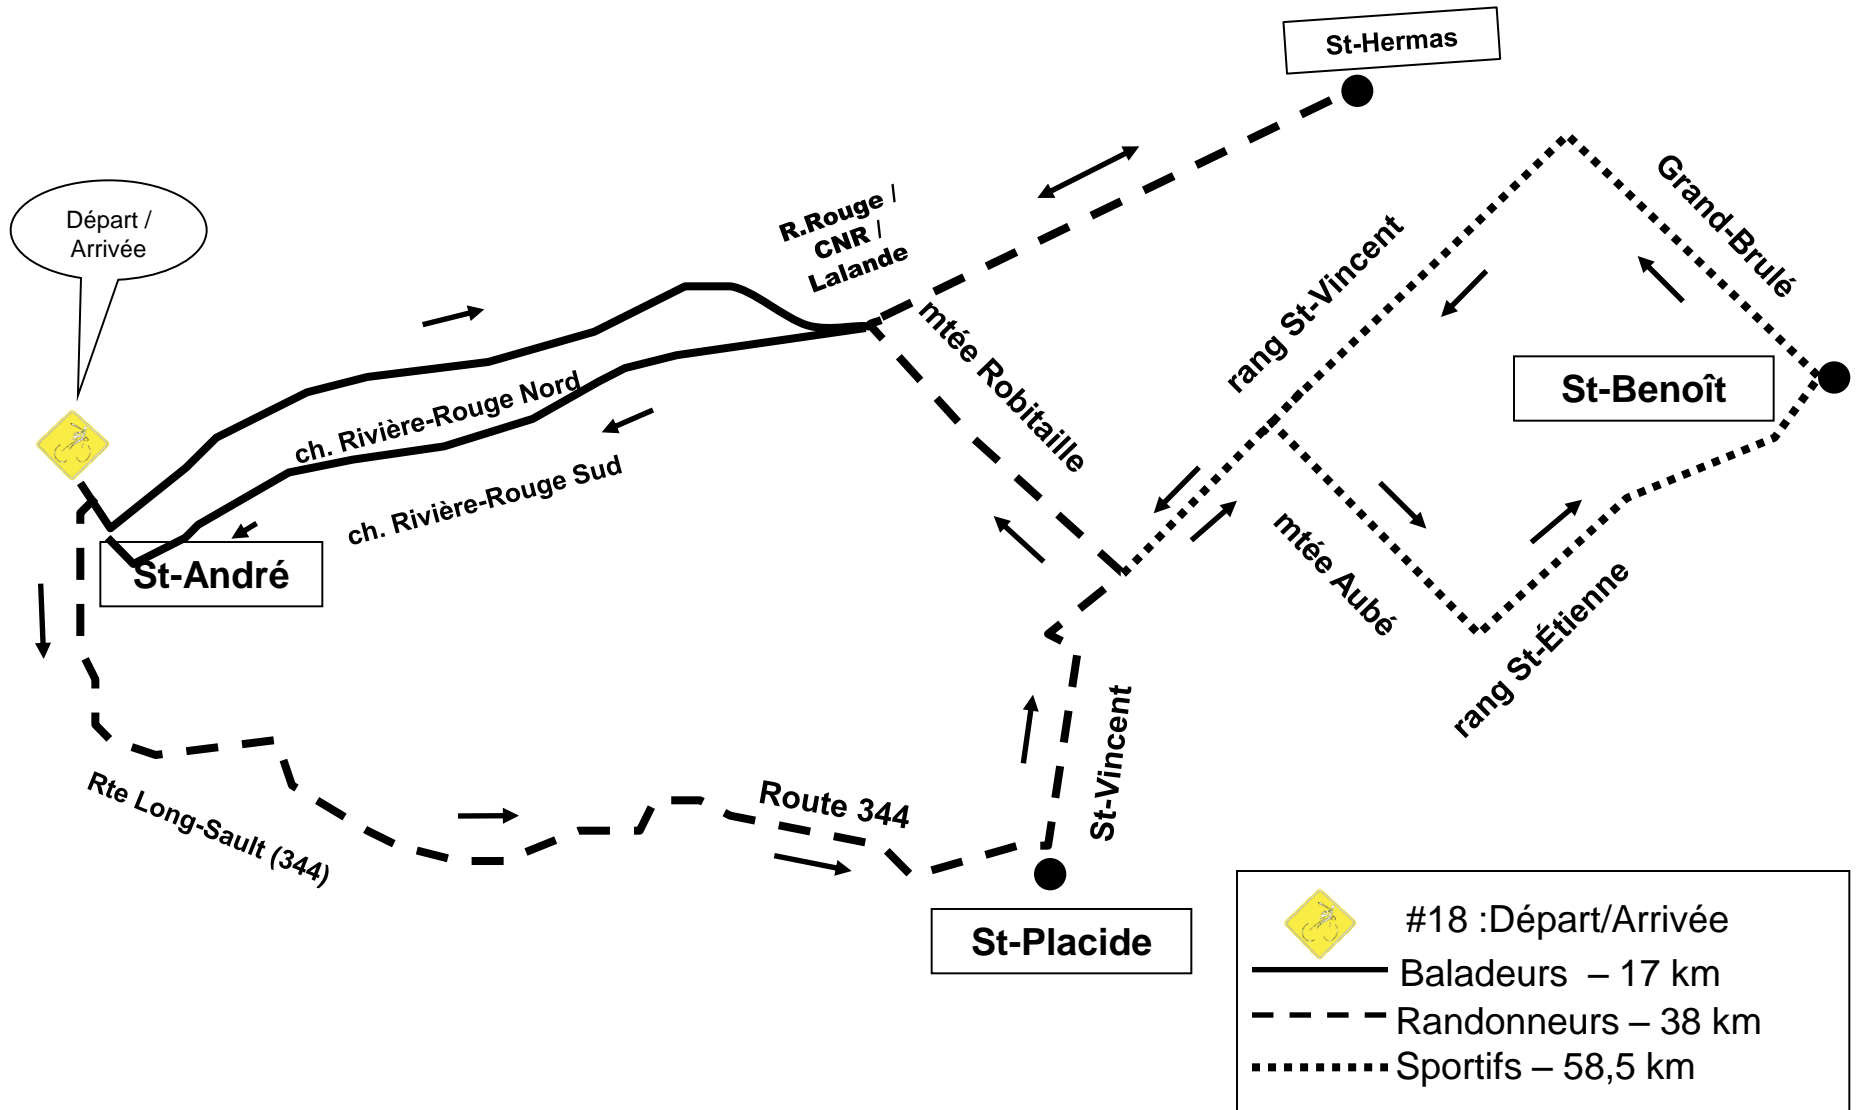 St-Hermas
Départ /
Arrivée
R.Rouge /
CNR /
Lalande
Grand-Brulé
rang St-Vincent
mtée Robitaille
St-Benoît
ch. Rivière-Rouge Nord
ch. Rivière-Rouge Sud
St-André
mtée Aubé
rang St-Étienne
St-Vincent
Rte Long-Sault (344)
Route 344
St-Placide
#18 :Départ/Arrivée
Baladeurs – 17 km
Randonneurs – 38 km
Sportifs – 58,5 km